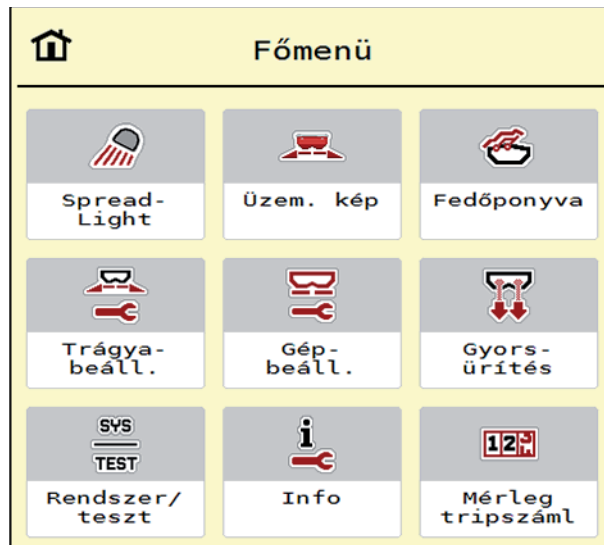 Főmenü
Spread-
Light
Üzem. kép
Fedőponyva
Trágya-
beáll.
Gép-
beáll.
Gyors-
ürítés
SYS
TEST
Rendszer/
teszt
i
Info
12
Mérleg
tripszáml